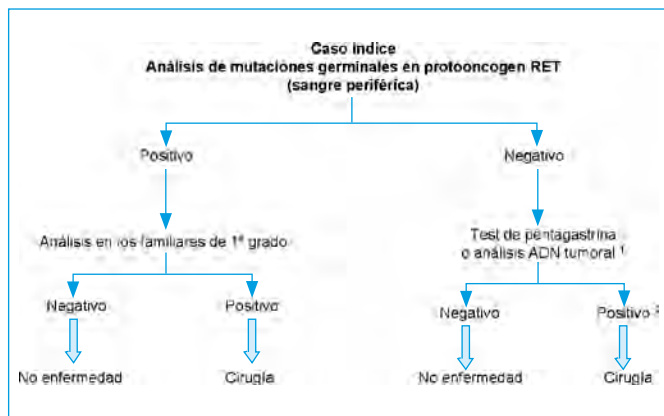 Caso índice
Análisis de mutaciones germinales en protooncogen RET
(sangre periférica)
Positivo
Negativo
Análisis en los familiares de 1º grado
Test de pentagastrina
o análisis ADN tumoral 1
Negativo
Positivo
Negativo
Positivo 2
No enfermedad
Cirugía
No enfermedad
Cirugía